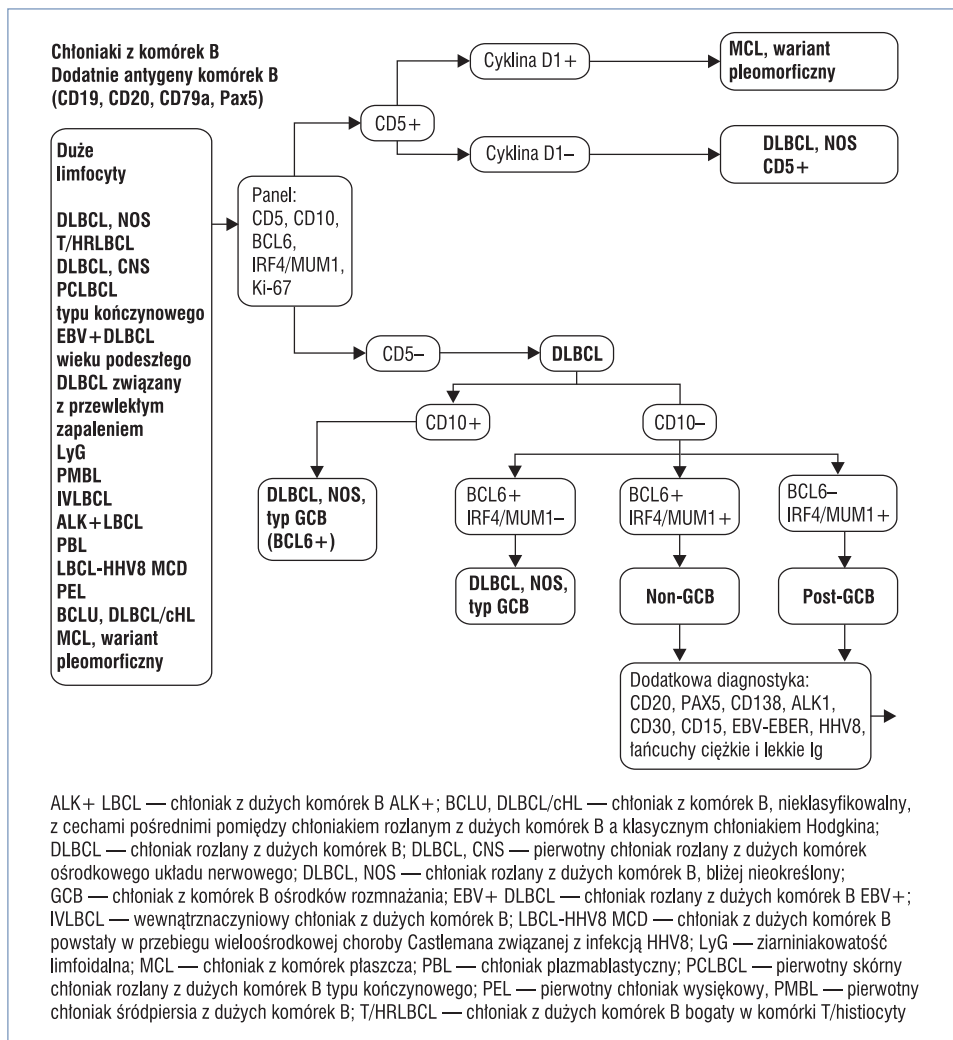 Chłoniaki z komórek B
Dodatnie antygeny komórek B
(CD19, CD20, CD79a, Pax5)
Duże
limfocyty
DLBCL, NOS
T/HRLBCL
DLBCL, CNS
PCLBCL
typu kończynowego
EBV+DLBCL
wieku podeszłego
DLBCL związany
z przewlekłym
zapaleniem
LyG
PMBL
IVLBCL
ALK+LBCL
PBL
LBCL-HHV8 MCD
PEL
BCLU, DLBCL/cHL
MCL, wariant
pleomorficzny
Panel:
CD5, CD10,
BCL6,
IRF4/MUM1,
Ki-67
CD5+
Cyklina D1+
MCL, wariant
pleomorficzny
Cyklina D1–
DLBCL, NOS
CD5+
CD5–
DLBCL
CD10+
CD10–
DLBCL, NOS,
typ GCB
(BCL6+)
BCL6+
IRF4/MUM1–
BCL6+
IRF4/MUM1+
BCL6–
IRF4/MUM1+
DLBCL, NOS,
typ GCB
Non-GCB
Post-GCB
Dodatkowa diagnostyka:
CD20, PAX5, CD138, ALK1,
CD30, CD15, EBV-EBER, HHV8,
łańcuchy ciężkie i lekkie Ig
ALK+ LBCL — chłoniak z dużych komórek B ALK+; BCLU, DLBCL/cHL — chłoniak z komórek B, nieklasyfikowalny,
z cechami pośrednimi pomiędzy chłoniakiem rozlanym z dużych komórek B a klasycznym chłoniakiem Hodgkina;
DLBCL — chłoniak rozlany z dużych komórek B; DLBCL, CNS — pierwotny chłoniak rozlany z dużych komórek
ośrodkowego układu nerwowego; DLBCL, NOS — chłoniak rozlany z dużych komórek B, bliżej nieokreślony;
GCB — chłoniak z komórek B ośrodków rozmnażania; EBV+ DLBCL — chłoniak rozlany z dużych komórek B EBV+;
IVLBCL — wewnątrznaczyniowy chłoniak z dużych komórek B; LBCL-HHV8 MCD — chłoniak z dużych komórek B
powstały w przebiegu wieloośrodkowej choroby Castlemana związanej z infekcją HHV8; LyG — ziarniniakowatość
limfoidalna; MCL — chłoniak z komórek płaszcza; PBL — chłoniak plazmablastyczny; PCLBCL — pierwotny skórny
chłoniak rozlany z dużych komórek B typu kończynowego; PEL — pierwotny chłoniak wysiękowy, PMBL — pierwotny
chłoniak śródpiersia z dużych komórek B; T/HRLBCL — chłoniak z dużych komórek B bogaty w komórki T/histiocyty